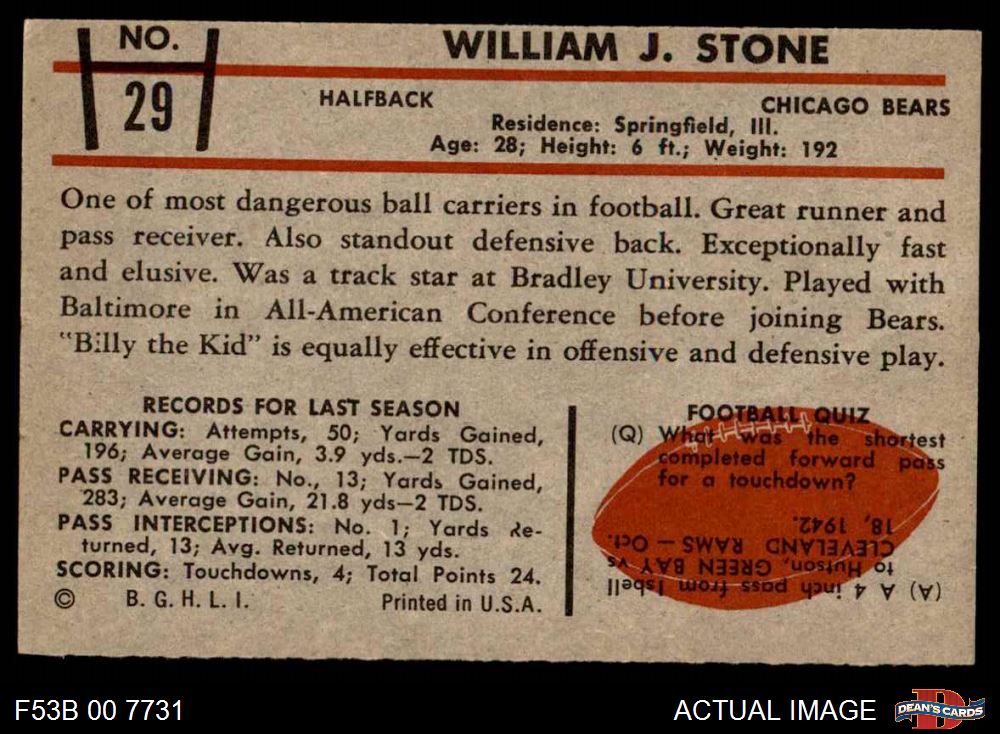 NO.
29
WILLIAM J. STONE
HALFBACK
CHICAGO BEARS
Residence: Springfield, Ill.
Age: 28; Height: 6 ft.; Weight: 192
One of most dangerous ball carriers in football. Great runner and
pass receiver. Also standout defensive back. Exceptionally fast
and elusive. Was a track star at Bradley University. Played with
Baltimore in All-American Conference before joining Bears.
"Billy the Kid" is equally effective in offensive and defensive play.
RECORDS FOR LAST SEASON
CARRYING: Attempts, 50; Yards Gained,
196; Average Gain, 3.9 yds.—2 TDS.
PASS RECEIVING: No., 13; Yards Gained,
283; Average Gain, 21.8 yds—2 TDS.
PASS INTERCEPTIONS: No. 1; Yards Re-
turned, 13; Avg. Returned, 13 yds.
SCORING: Touchdowns, 4; Total Points 24.
© B. G. H. L. I. Printed in U.S.A.
FOOTBALL QUIZ
(Q) What was the shortest
completed forward pass
for a touchdown?
(A) A 4 inch pass from Isbell
to Hutson, GREEN BAY vs
CLEVELAND RAMS — Oct.
18, 1942.
F53B 00 7731
ACTUAL IMAGE
D
DEAN'S CARDS